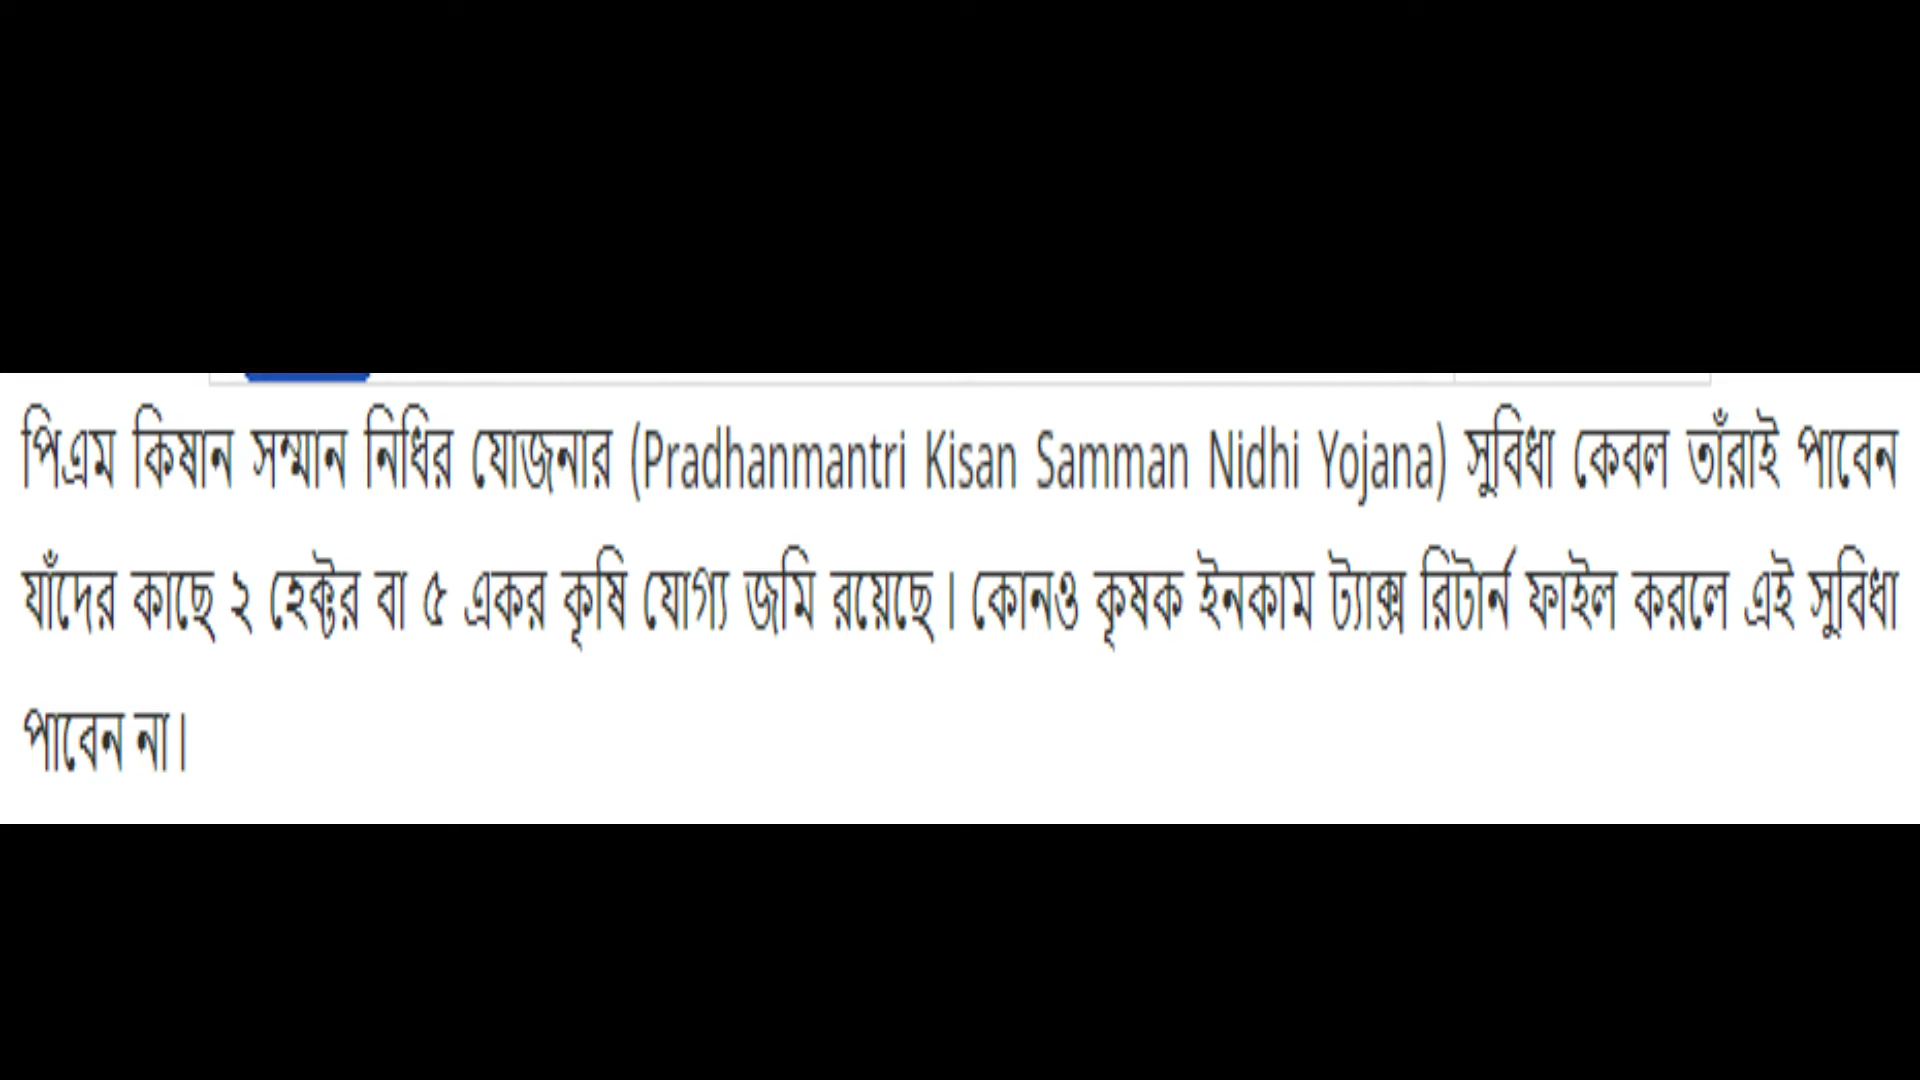 পিএম কিষান সম্মান নিধির যোজনার (Pradhanmantri Kisan Samman Nidhi Yojana) সুবিধা কেবল তাঁরাই পাবেন
যাঁদের কাছে ২ হেক্টর বা ৫ একর কৃষি যোগ্য জমি রয়েছে। কোনও কৃষক ইনকাম ট্যাক্স রিটার্ন ফাইল করলে এই সুবিধা
পাবেন না।